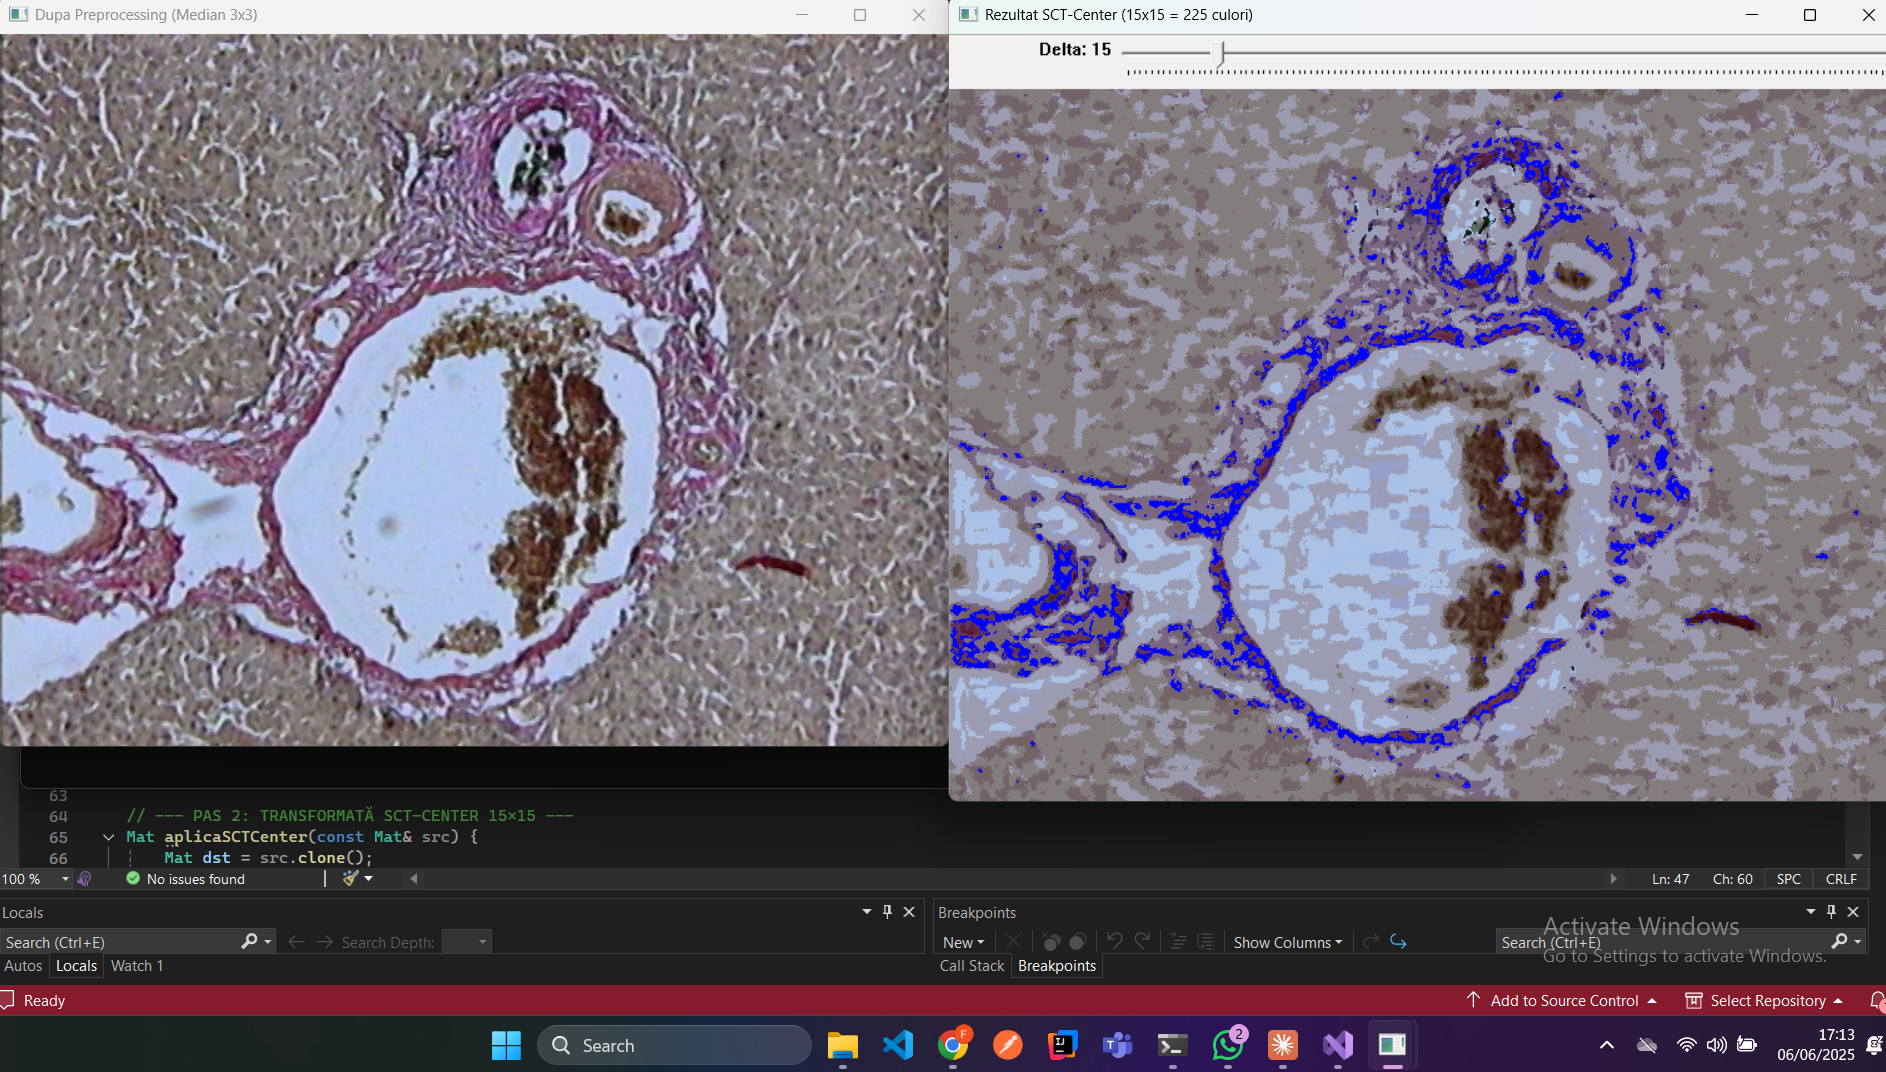 Dupa Preprocessing (Median 3x3)
Rezultat SCT-Center (15x15 = 225 culori)
Delta: 15
63
64 // --- PAS 2: TRANSFORMATĂ SCT-CENTER 15×15 ---
65 Mat aplicaSCTCenter(const Mat& src) {
66 Mat dst = src.clone();
100 % No issues found Ln: 47 Ch: 60 SPC CRLF
Locals
Search (Ctrl+E) Search Depth:
Autos Locals Watch 1
Breakpoints
New Show Columns Search (Ctrl+E)
Call Stack Breakpoints
Activate Windows
Go to Settings to activate Windows.
Ready Add to Source Control Select Repository
Search F 2 17:13
06/06/2025